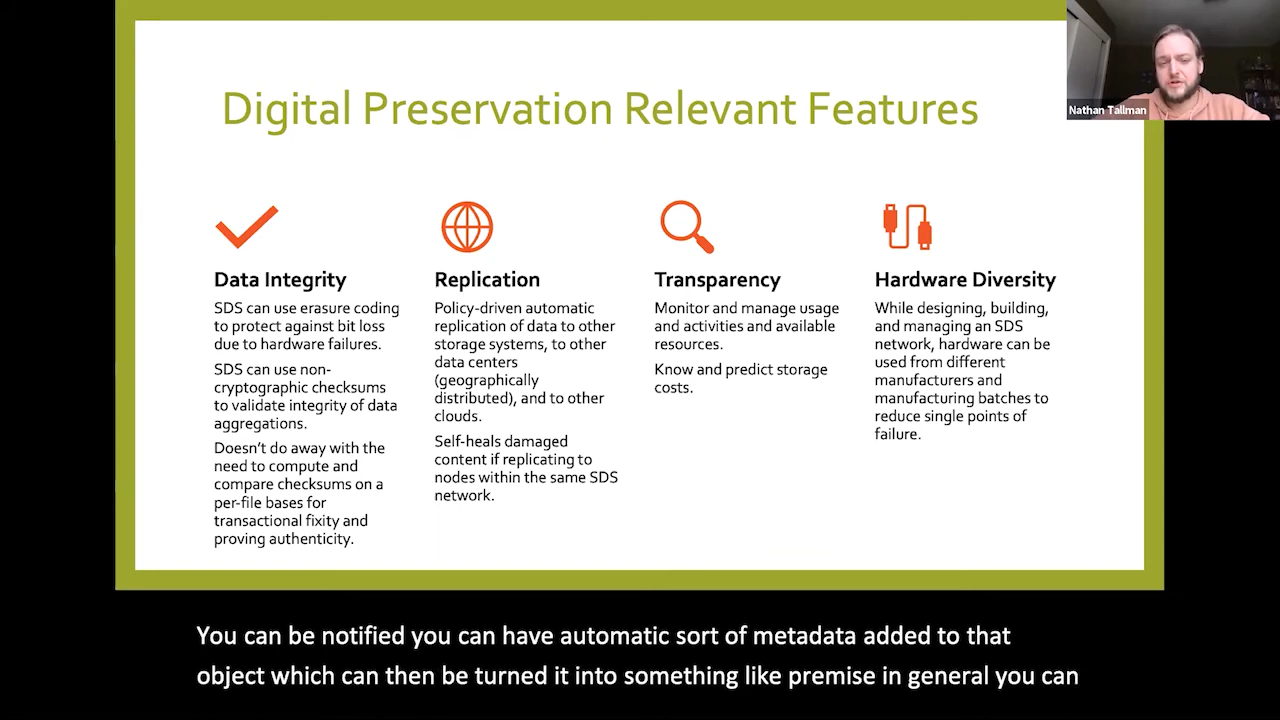 Digital Preservation Relevant Features
Nathan Tallman
Data Integrity
SDS can use erasure coding
to protect against bit loss
due to hardware failures.
SDS can use non-
cryptographic checksums
to validate integrity of data
aggregations.
Doesn't do away with the
need to compute and
compare checksums on a
per-file bases for
transactional fixity and
proving authenticity.
Replication
Policy-driven automatic
replication of data to other
storage systems, to other
data centers
(geographically
distributed), and to other
clouds.
Self-heals damaged
content if replicating to
nodes within the same SDS
network.
Transparency
Monitor and manage usage
and activities and available
resources.
Know and predict storage
costs.
Hardware Diversity
While designing, building,
and managing an SDS
network, hardware can be
used from different
manufacturers and
manufacturing batches to
reduce single points of
failure.
You can be notified you can have automatic sort of metadata added to that
object which can then be turned it into something like premise in general you can